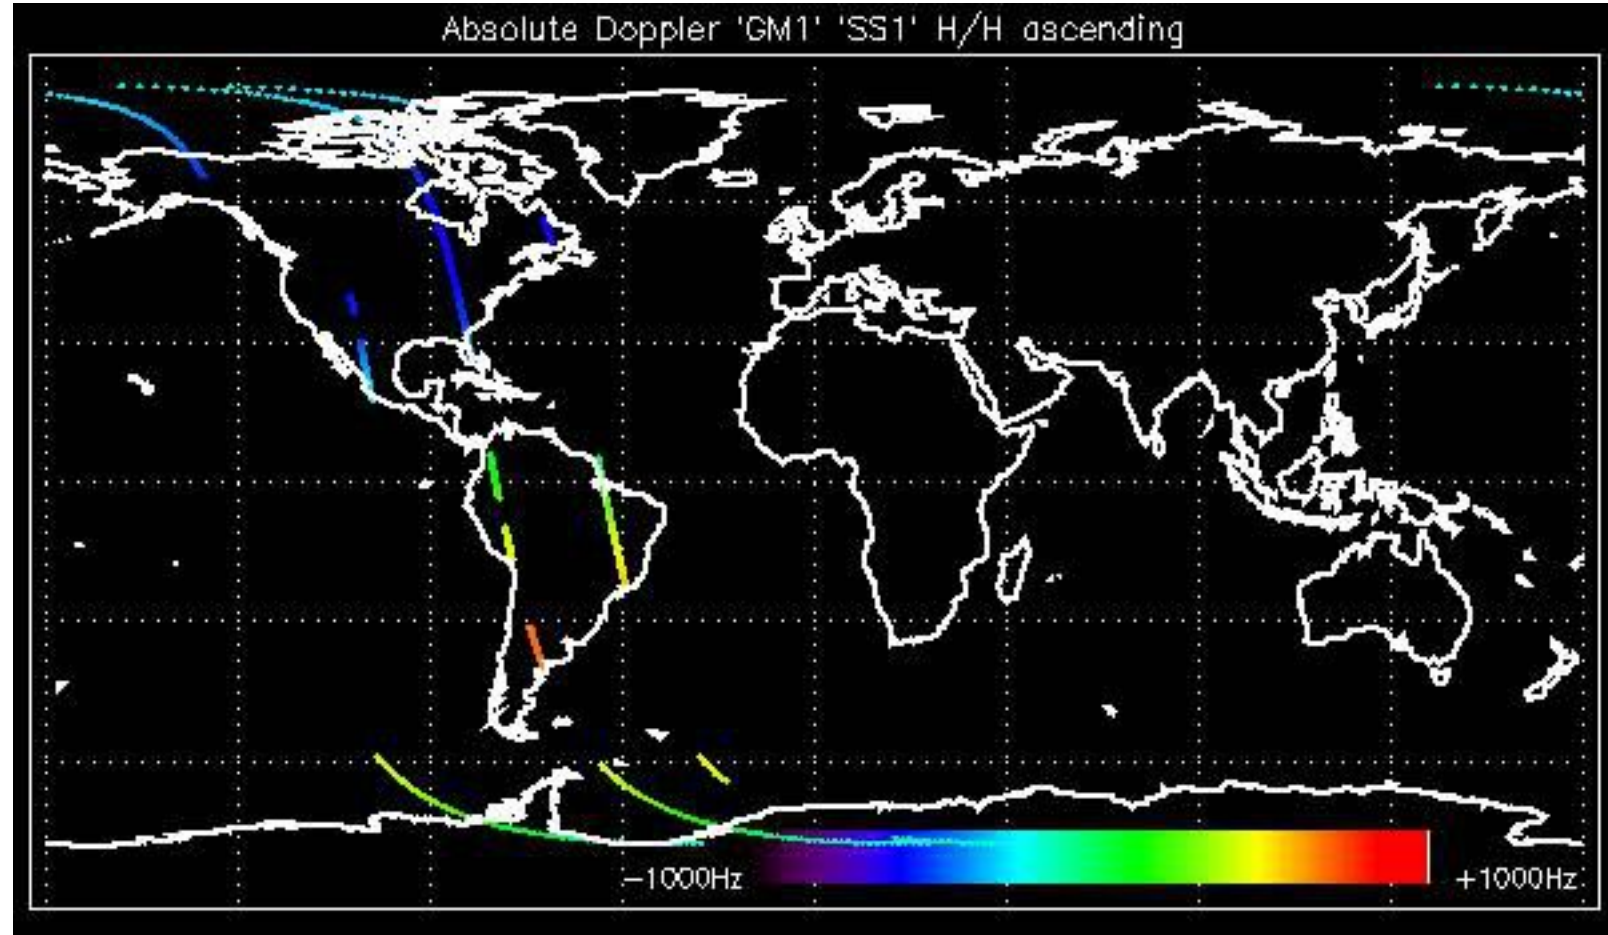 Absolute Doppler 'GM1' 'SS1' H/H ascending
−1000Hz
+1000Hz